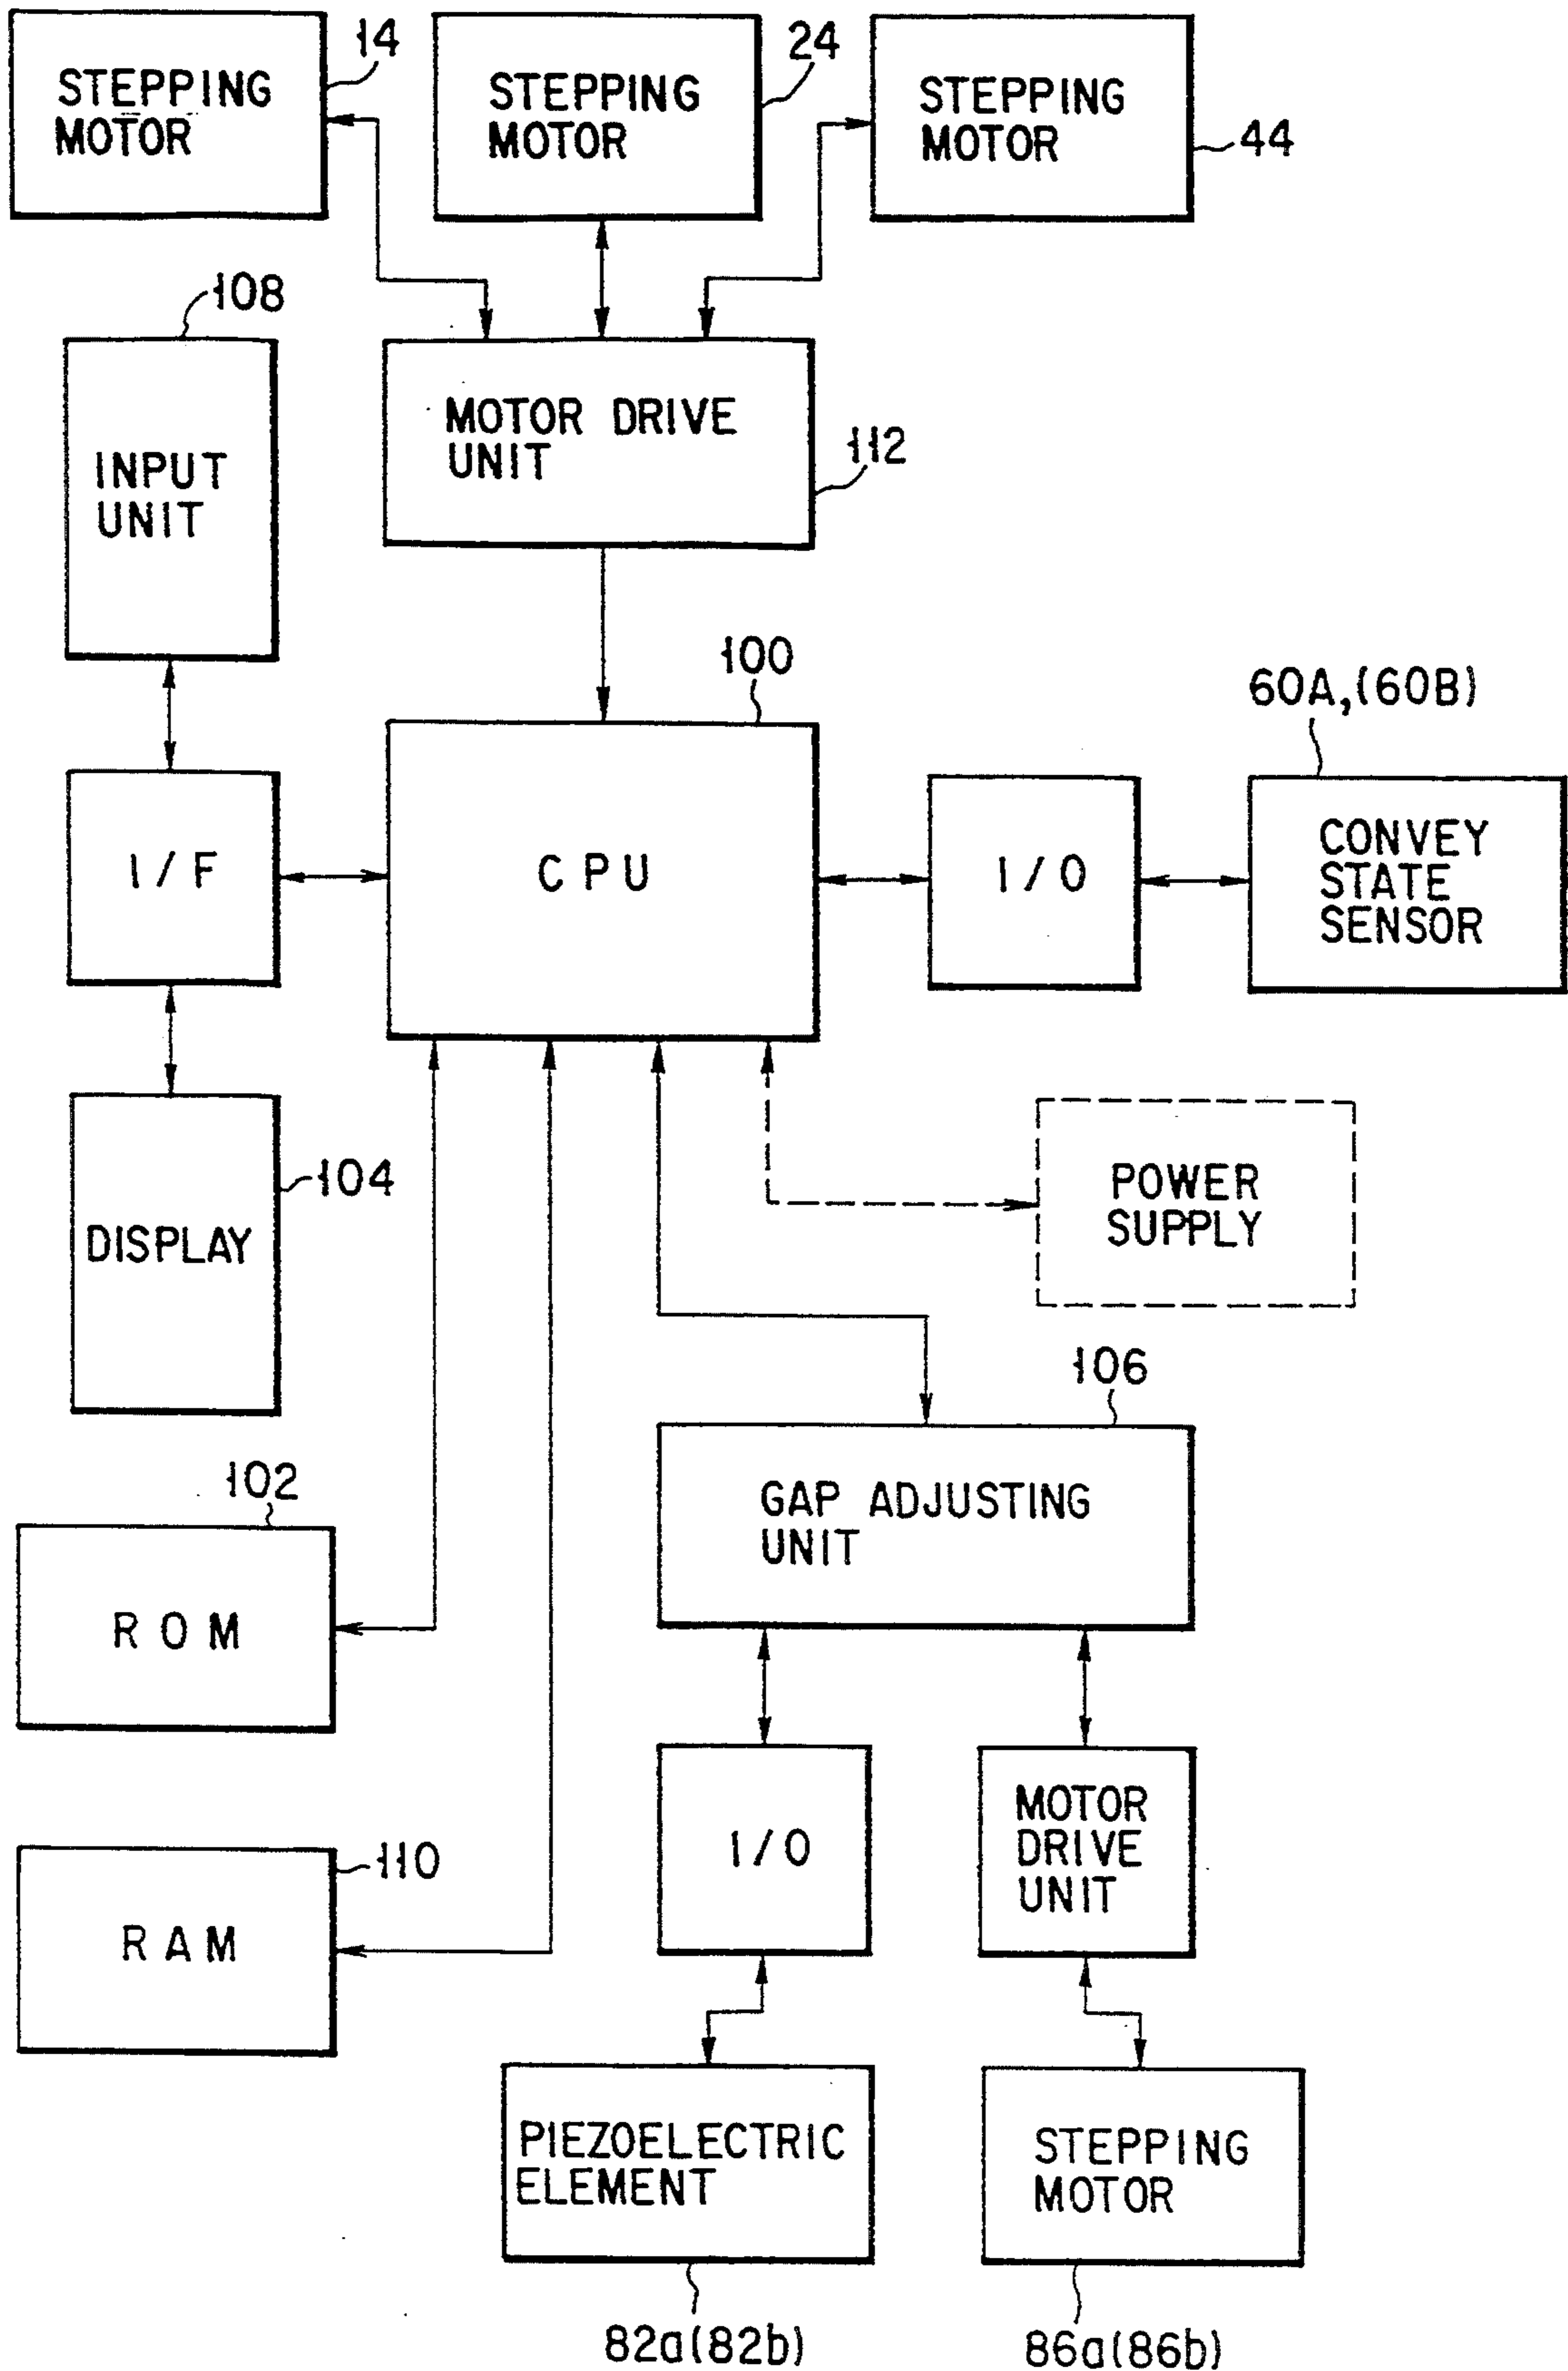 14
STEPPING
MOTOR
24
STEPPING
MOTOR
STEPPING
MOTOR
44
108
INPUT
UNIT
MOTOR DRIVE
UNIT
112
100
60A,(60B)
I/F
CPU
I/O
CONVEY
STATE
SENSOR
104
DISPLAY
POWER
SUPPLY
106
GAP ADJUSTING
UNIT
102
ROM
110
RAM
I/O
MOTOR
DRIVE
UNIT
PIEZOELECTRIC
ELEMENT
STEPPING
MOTOR
82a(82b)
86a(86b)